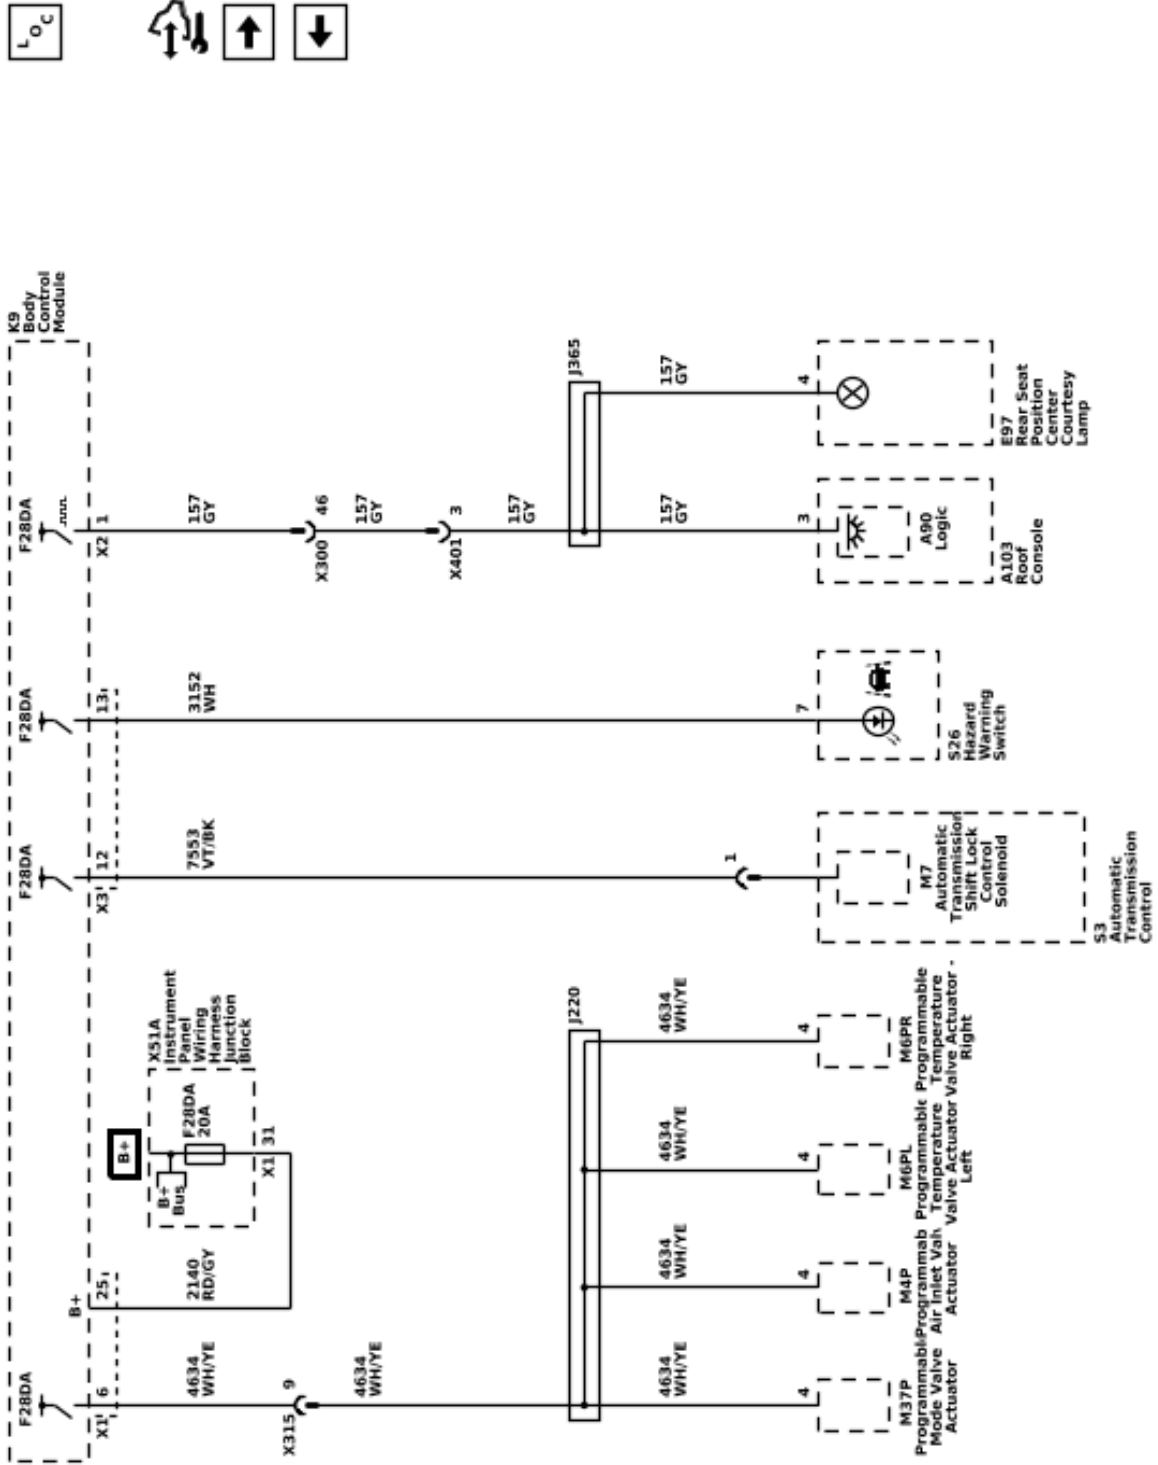 LOC
K9
Body
Control
Module
F28DA
F28DA
F28DA
F28DA
X1
6
25
B+
X3
12
13
X2
1
4634
WH/YE
2140
RD/GY
7553
VT/BK
3152
WH
157
GY
B+
X51A
Instrument
Panel
Wiring
Harness
Junction
Block
B+
Bus
F28DA
20A
X1
31
X315
9
4634
WH/YE
X300
46
157
GY
X401
3
157
GY
J220
J365
4634
WH/YE
4634
WH/YE
4634
WH/YE
4634
WH/YE
157
GY
157
GY
4
4
4
4
1
7
3
4
M37P
Programmabl
Mode Valve
Actuator
M4P
Programmab
Air Inlet Valv
Actuator
M6PL
Programmable
Temperature
Valve Actuator
Left
M6PR
Programmable
Temperature
Valve Actuator -
Right
M7
Automatic
Transmission
Shift Lock
Control
Solenoid
S3
Automatic
Transmission
Control
S26
Hazard
Warning
Switch
A90
Logic
A103
Roof
Console
E97
Rear Seat
Position
Center
Courtesy
Lamp